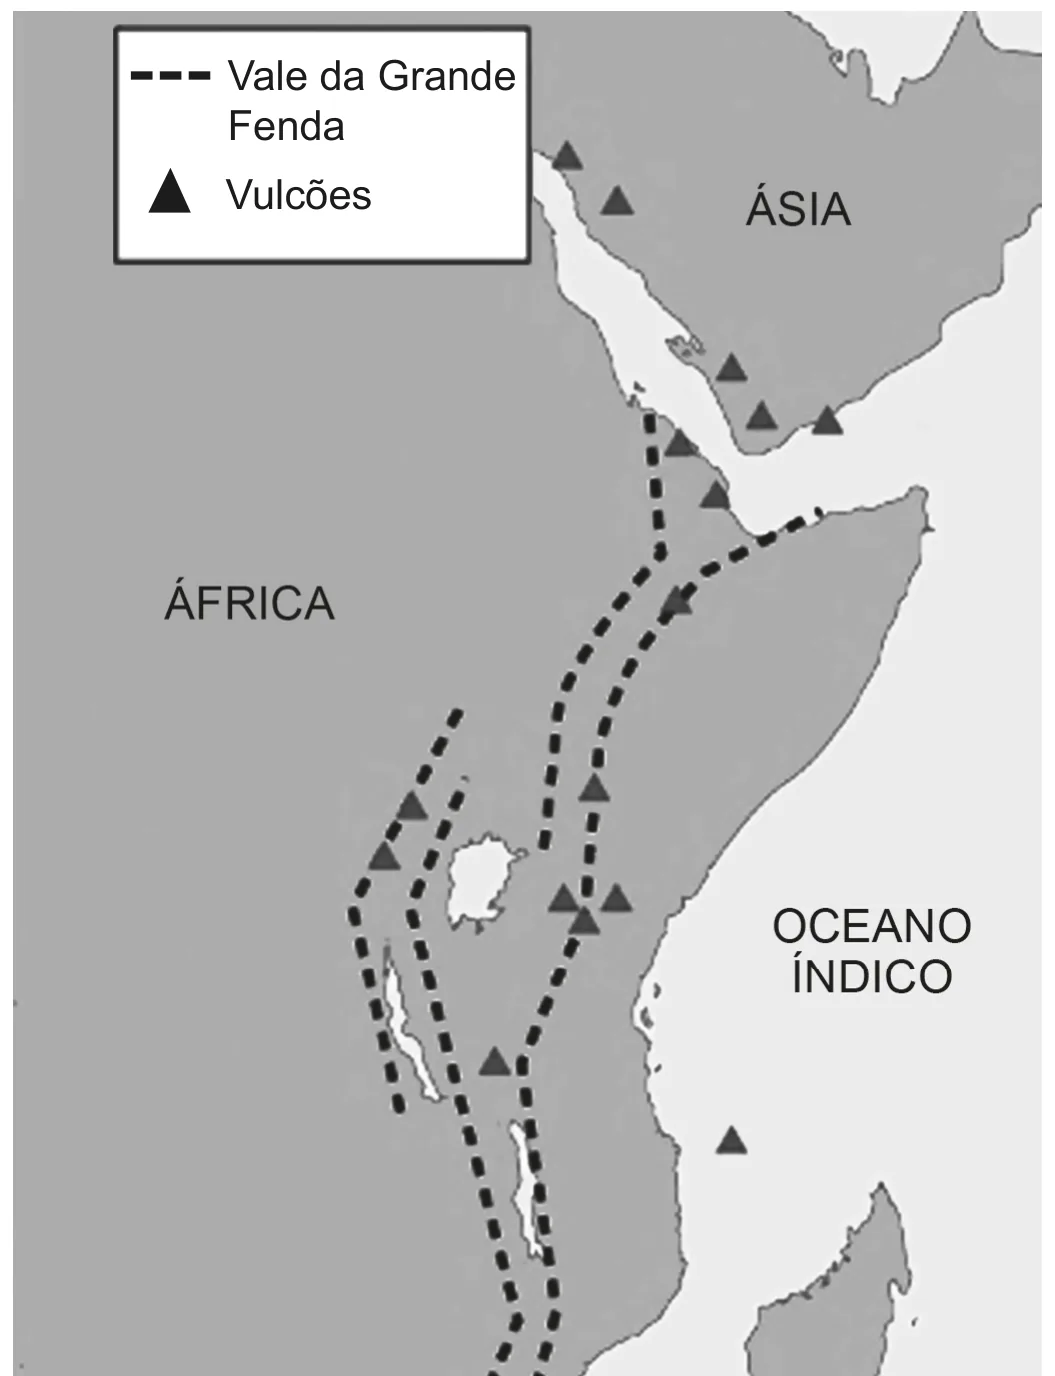 Vale da Grande
Fenda
Vulcões
ÁSIA
ÁFRICA
OCEANO
ÍNDICO